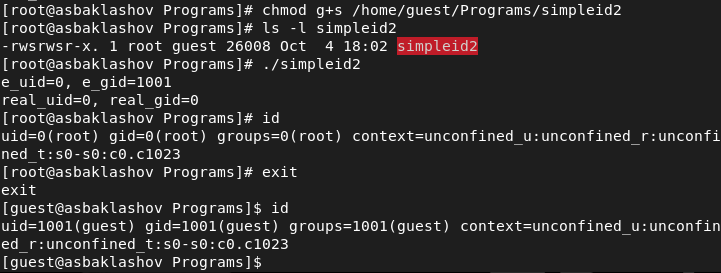 [root@asbaklashov Programs]# chmod g+s /home/guest/Programs/simpleid2
[root@asbaklashov Programs]# ls -l simpleid2
-rwsrwsr-x. 1 root guest 26008 Oct  4 18:02 simpleid2
[root@asbaklashov Programs]# ./simpleid2
e_uid=0, e_gid=1001
real_uid=0, real_gid=0
[root@asbaklashov Programs]# id
uid=0(root) gid=0(root) groups=0(root) context=unconfined_u:unconfined_r:unconfi
ned_t:s0-s0:c0.c1023
[root@asbaklashov Programs]# exit
exit
[guest@asbaklashov Programs]$ id
uid=1001(guest) gid=1001(guest) groups=1001(guest) context=unconfined_u:unconfin
ed_r:unconfined_t:s0-s0:c0.c1023
[guest@asbaklashov Programs]$